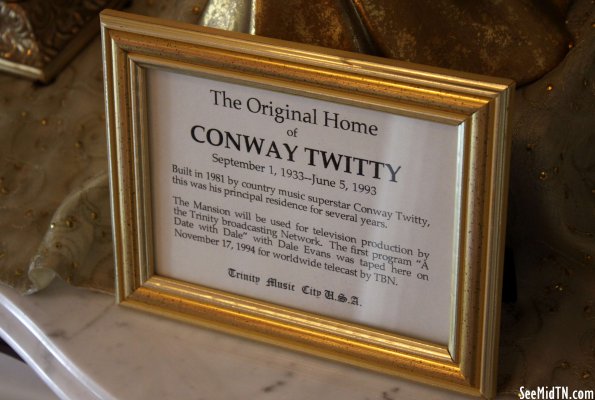 The Original Home
of
CONWAY TWITTY
September 1, 1933--June 5, 1993
Built in 1981 by country music superstar Conway Twitty,
this was his principal residence for several years.
The Mansion will be used for television production by
the Trinity broadcasting Network. The first program "A
Date with Dale" with Dale Evans was taped here on
November 17, 1994 for worldwide telecast by TBN.
Trinity Music City U.S.A.
SeeMidTN.com